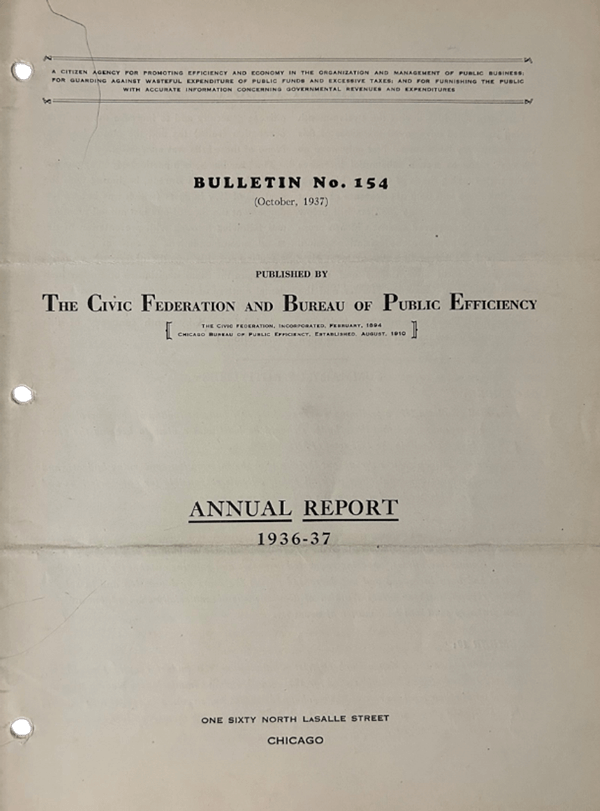 A CITIZEN AGENCY FOR PROMOTING EFFICIENCY AND ECONOMY IN THE ORGANIZATION AND MANAGEMENT OF PUBLIC BUSINESS;
FOR GUARDING AGAINST WASTEFUL EXPENDITURE OF PUBLIC FUNDS AND EXCESSIVE TAXES; AND FOR FURNISHING THE PUBLIC
WITH ACCURATE INFORMATION CONCERNING GOVERNMENTAL REVENUES AND EXPENDITURES
BULLETIN No. 154
(October, 1937)
PUBLISHED BY
THE CIVIC FEDERATION AND BUREAU OF PUBLIC EFFICIENCY
[ THE CIVIC FEDERATION, INCORPORATED, FEBRUARY, 1894
CHICAGO BUREAU OF PUBLIC EFFICIENCY, ESTABLISHED, AUGUST, 1910 ]
ANNUAL REPORT
1936-37
ONE SIXTY NORTH LASALLE STREET
CHICAGO